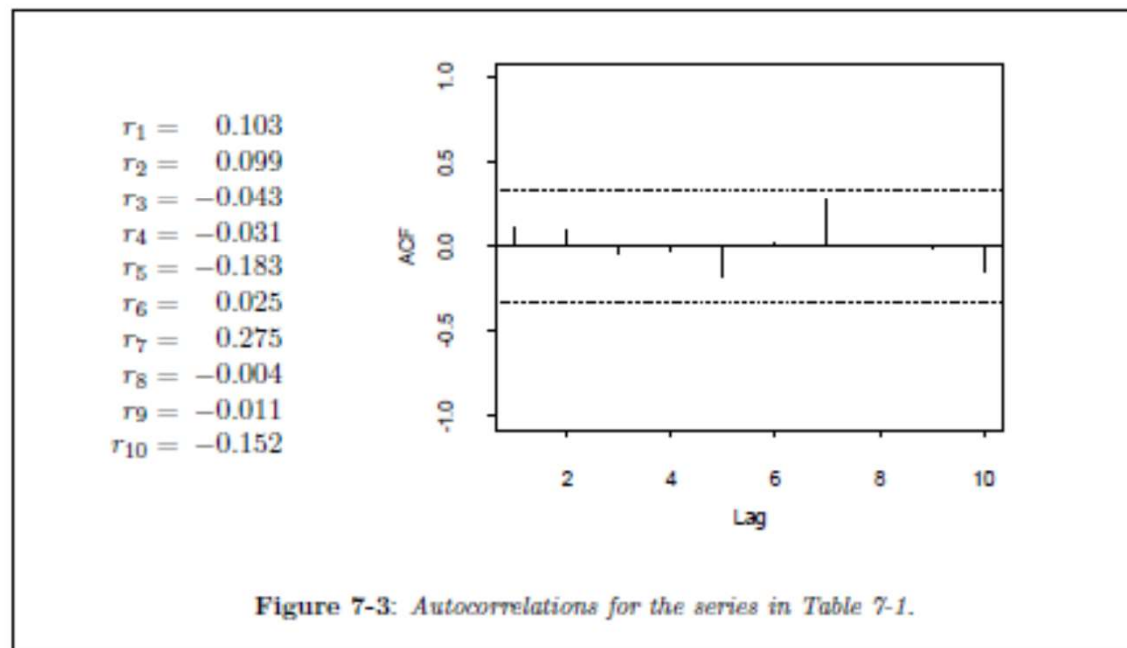 r₁ = 0.103
r₂ = 0.099
r₃ = −0.043
r₄ = −0.031
r₅ = −0.183
r₆ = 0.025
r₇ = 0.275
r₈ = −0.004
r₉ = −0.011
r₁₀ = −0.152
ACF
1.0
0.5
0.0
-0.5
-1.0
2 4 6 8 10
Lag
Figure 7-3: Autocorrelations for the series in Table 7-1.